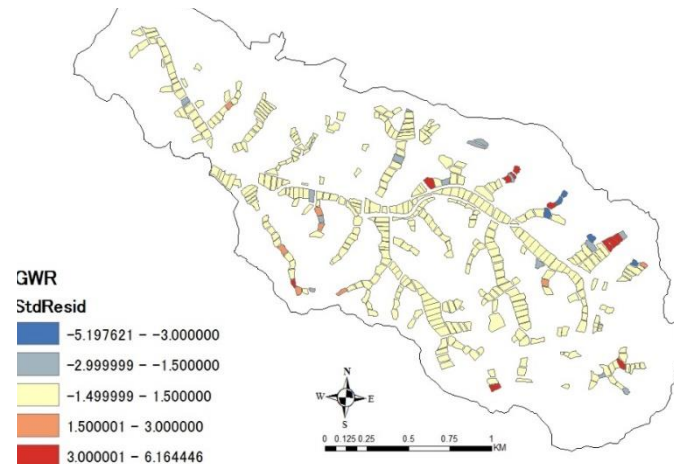 GWR
StdResid
-5.197621 - -3.000000
-2.999999 - -1.500000
-1.499999 - 1.500000
1.500001 - 3.000000
3.000001 - 6.164446
N
W E
S
0 0.125 0.25 0.5 0.75 1
KM